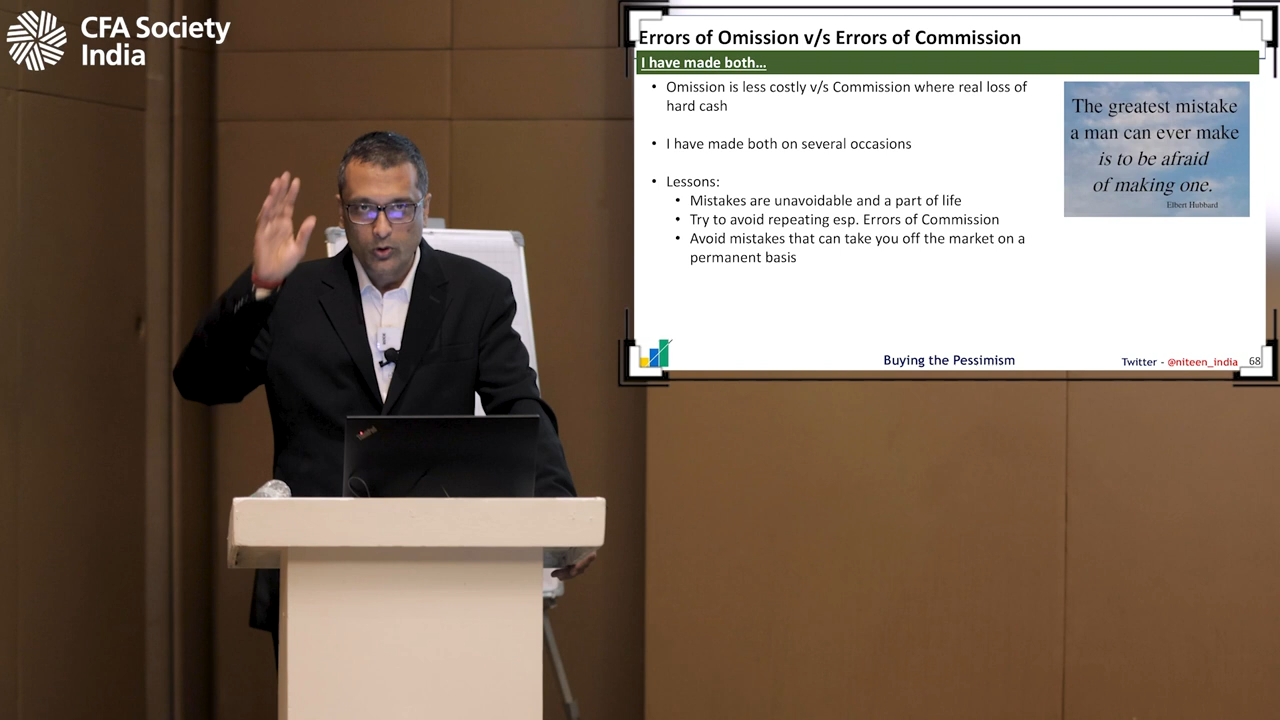 CFA Society
India
Errors of Omission v/s Errors of Commission
I have made both…
• Omission is less costly v/s Commission where real loss of
hard cash
• I have made both on several occasions
• Lessons:
• Mistakes are unavoidable and a part of life
• Try to avoid repeating esp. Errors of Commission
• Avoid mistakes that can take you off the market on a
permanent basis
The greatest mistake
a man can ever make
is to be afraid
of making one.
Elbert Hubbard
Buying the Pessimism
Twitter - @niteen_india
68